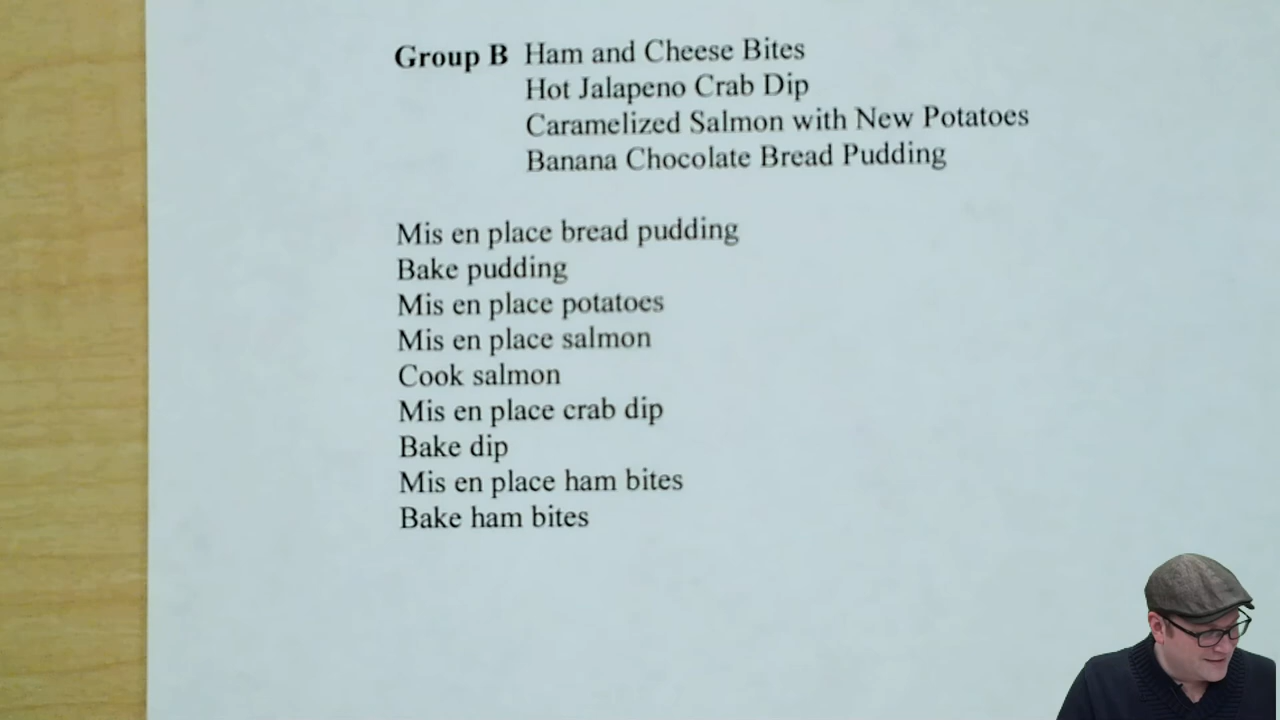 Group B Ham and Cheese Bites
Hot Jalapeno Crab Dip
Caramelized Salmon with New Potatoes
Banana Chocolate Bread Pudding
Mis en place bread pudding
Bake pudding
Mis en place potatoes
Mis en place salmon
Cook salmon
Mis en place crab dip
Bake dip
Mis en place ham bites
Bake ham bites